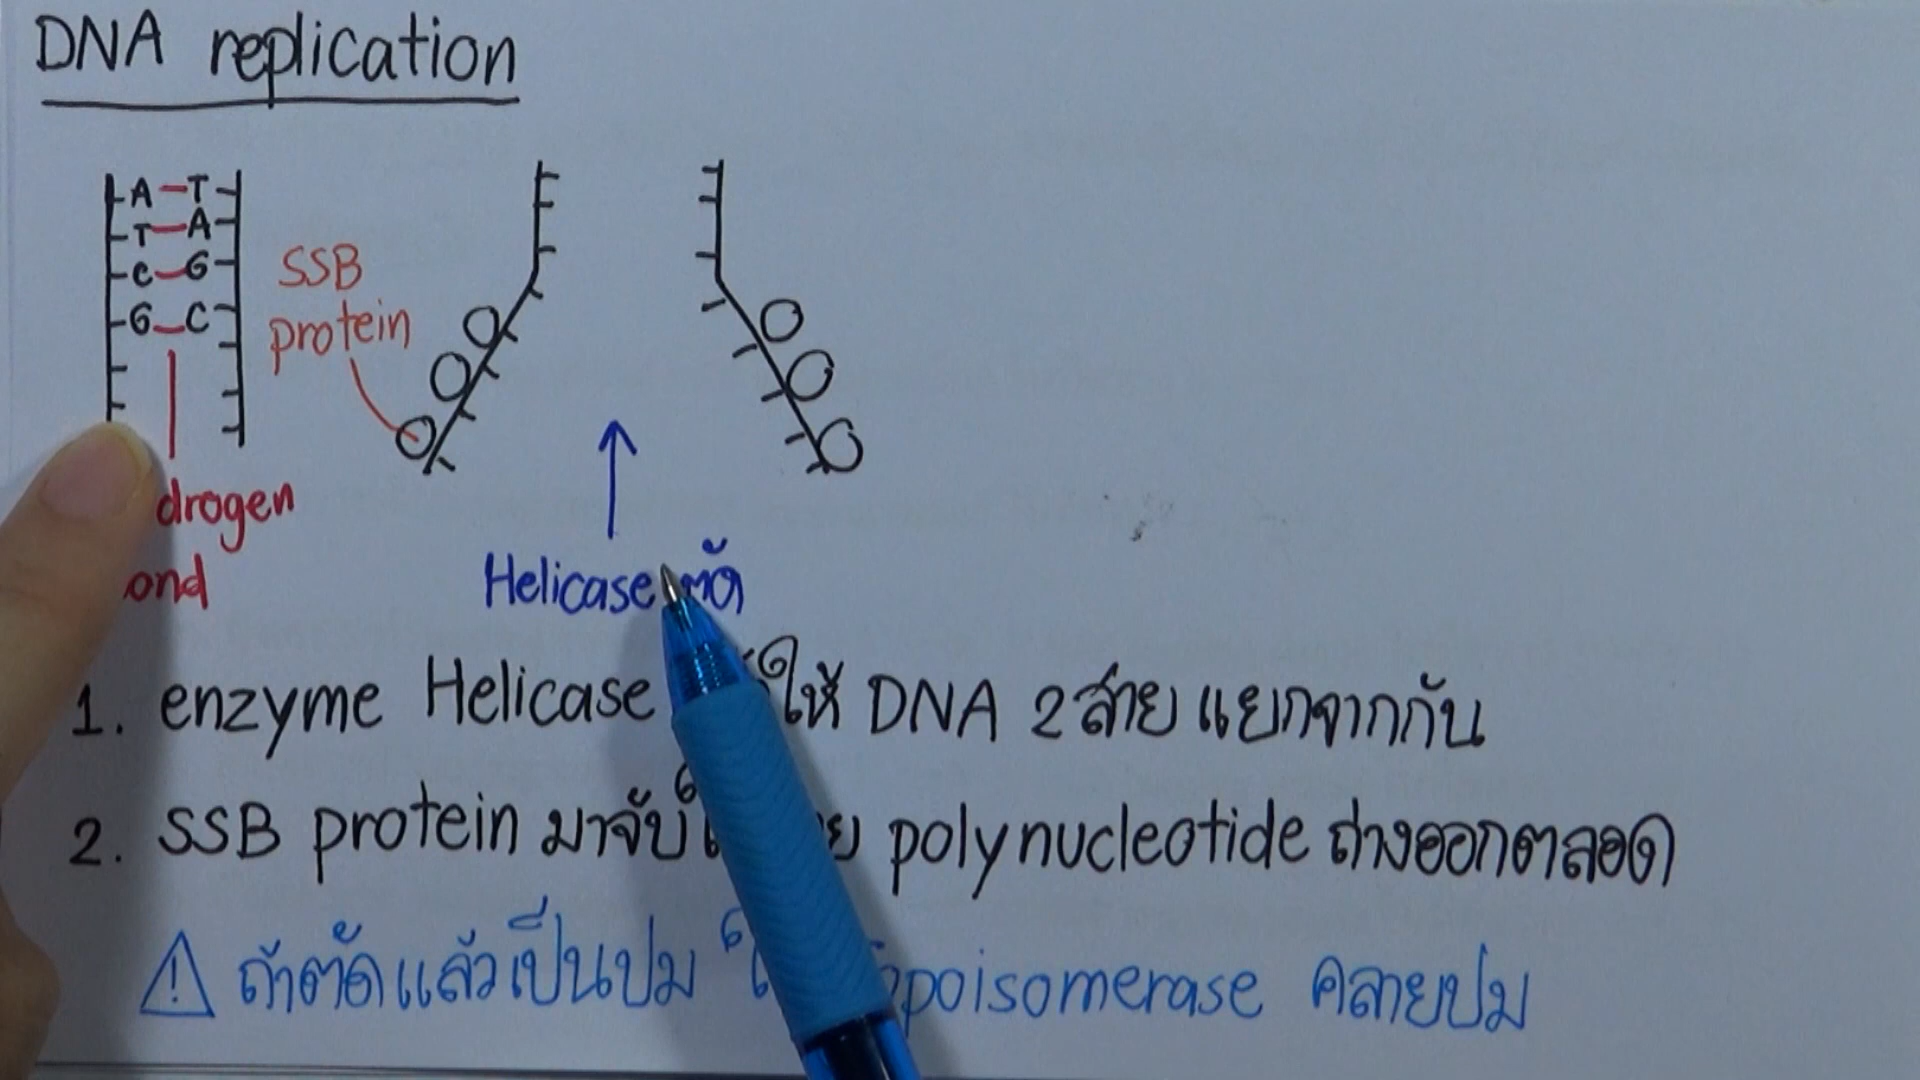 DNA replication
A - T
T - A
C - G
G - C
SSB
protein
drogen
ond
Helicase ตัด
1. enzyme Helicase ให้ DNA 2 สาย แยกจากกัน
2. SSB protein มาจับ polynucleotide ถ่างออกตลอด
⚠ ถ้าตัดแล้วเป็นปม poisomerase คลายปม